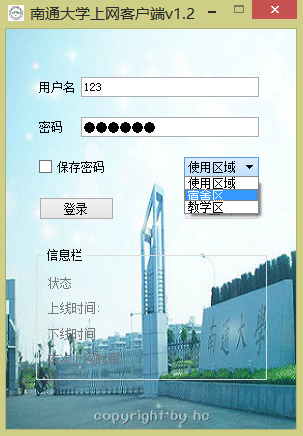 南通大学上网客户端v1.2
用户名 123
密码 ●●●●●●
保存密码 使用区域
使用区域
宿舍区
教学区
登录
信息栏
状态
上线时间:
下线时间
南通大学
copyright by hc